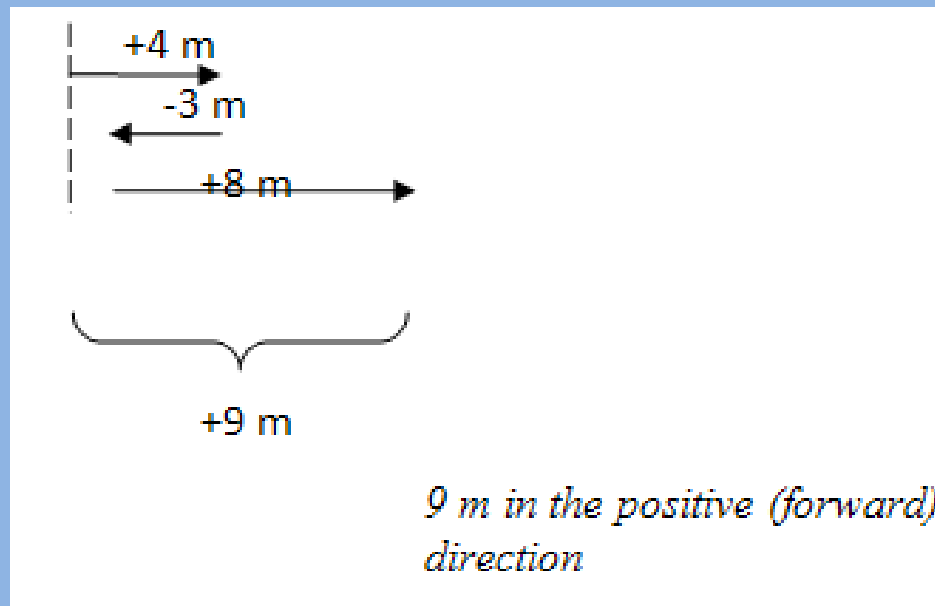 +4 m
-3 m
+8 m
+9 m
9 m in the positive (forward)
direction